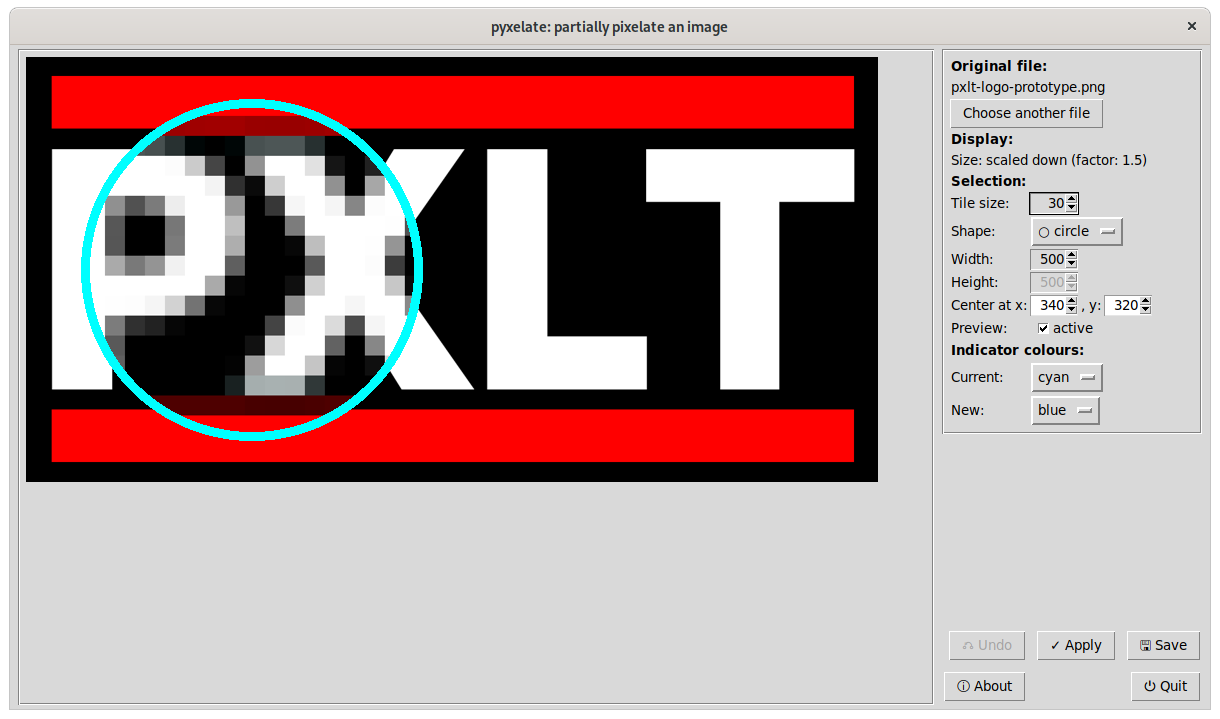 pyxelate: partially pixelate an image
PXLT
Original file:
pxlt-logo-prototype.png
Choose another file
Display:
Size: scaled down (factor: 1.5)
Selection:
Tile size: 30
Shape: ○ circle
Width: 500
Height: 500
Center at x: 340 , y: 320
Preview: active
Indicator colours:
Current: cyan
New: blue
Undo ✓ Apply Save
ⓘ About ⏻ Quit